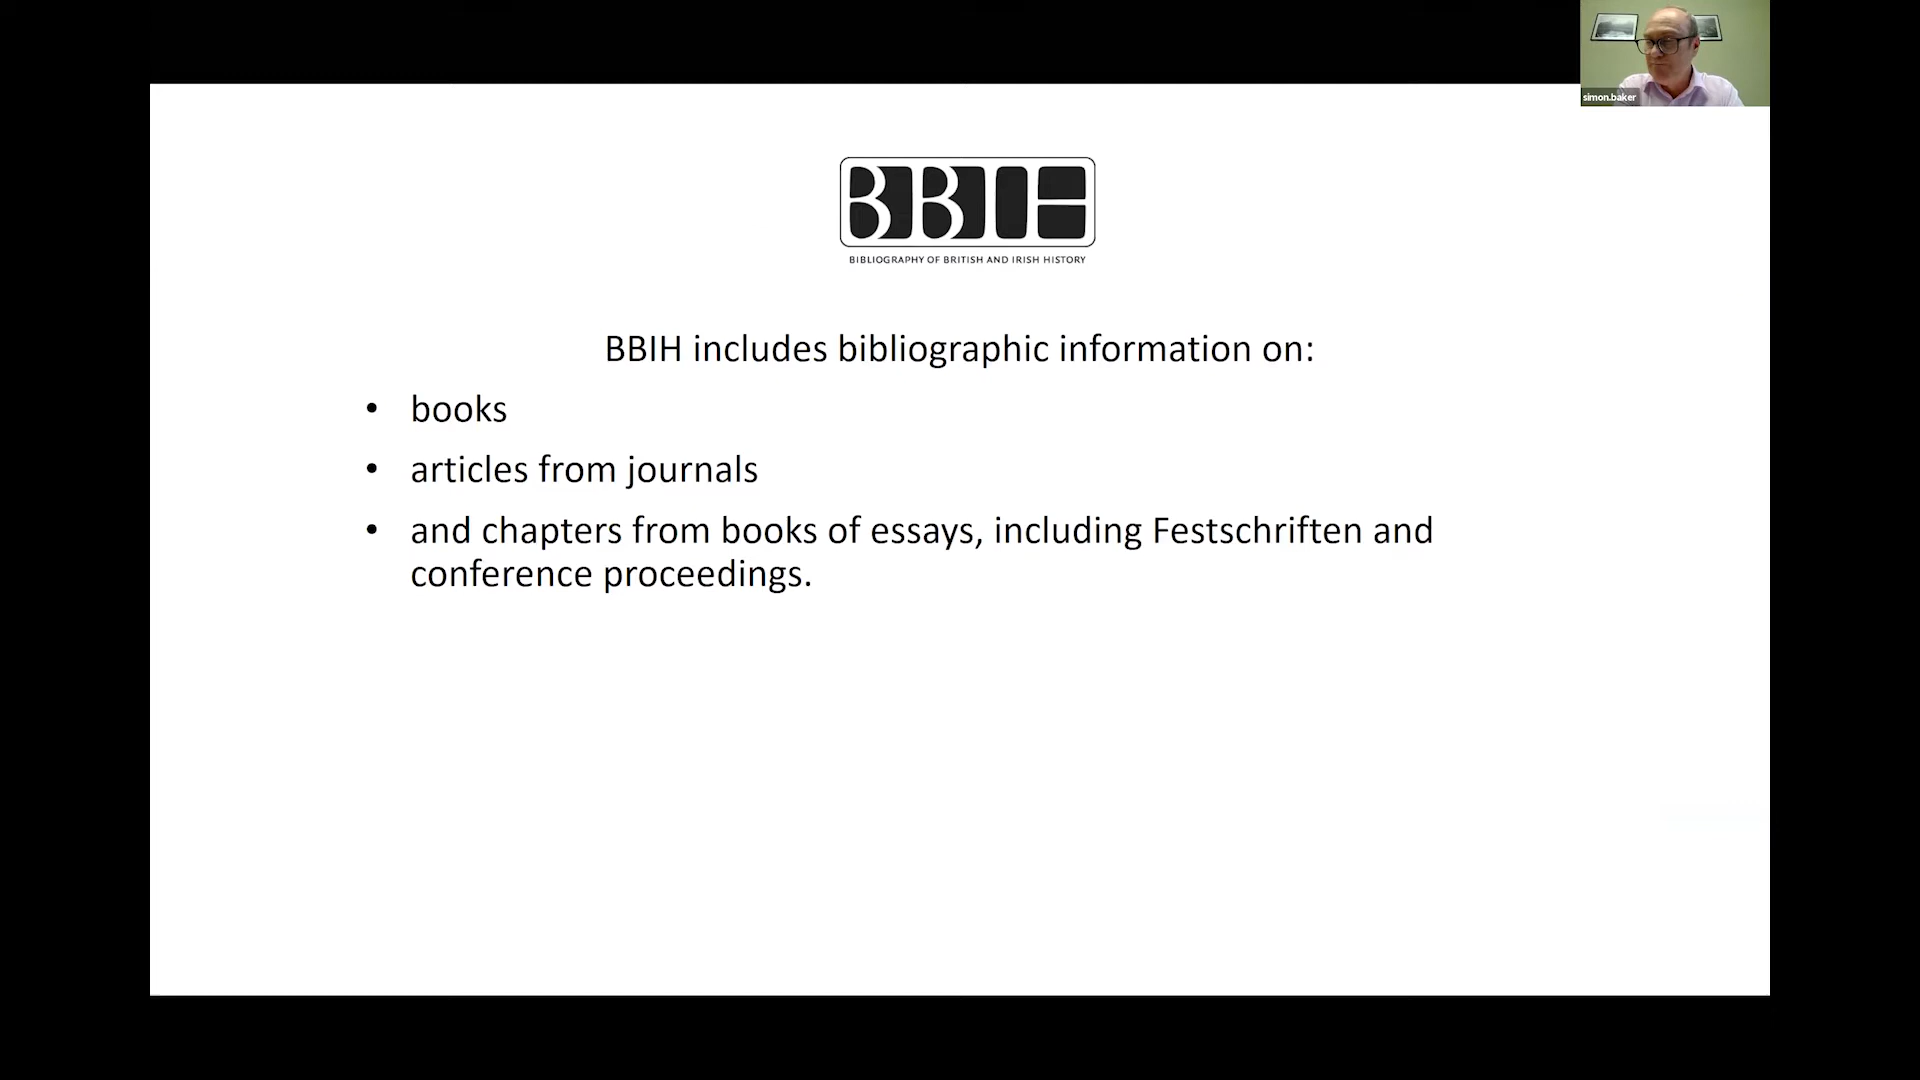 simon.baker
BBIH
BIBLIOGRAPHY OF BRITISH AND IRISH HISTORY
BBIH includes bibliographic information on:
• books
• articles from journals
• and chapters from books of essays, including Festschriften and
conference proceedings.